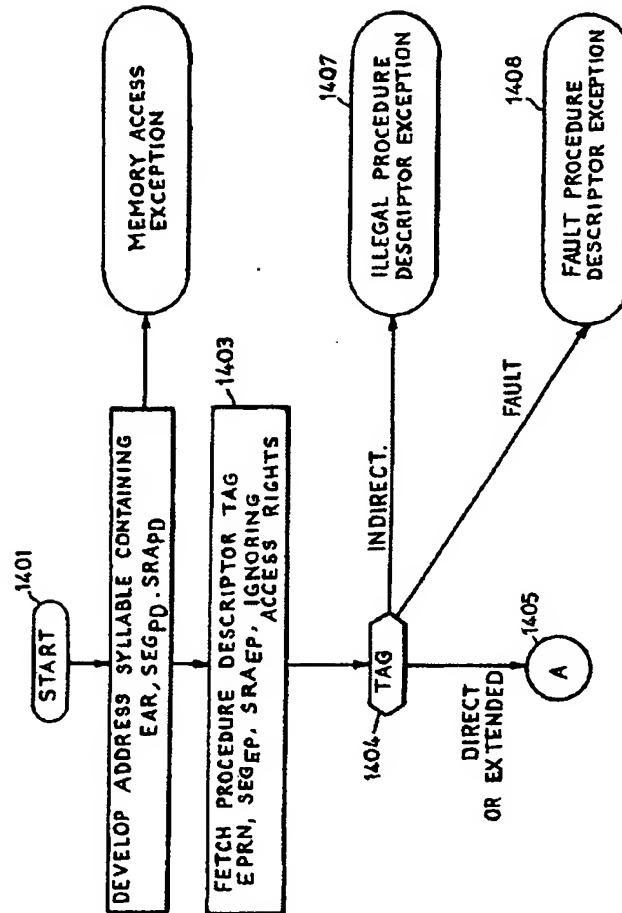 1401
START
DEVELOP ADDRESS SYLLABLE CONTAINING
EAR, SEGPD. SRAPD
MEMORY ACCESS
EXCEPTION
1403
FETCH PROCEDURE DESCRIPTOR TAG
EPRN, SEGEP, SRAEP, IGNORING
ACCESS RIGHTS
1404
TAG
INDIRECT.
1407
ILLEGAL PROCEDURE
DESCRIPTOR EXCEPTION
FAULT
1408
FAULT PROCEDURE
DESCRIPTOR EXCEPTION
DIRECT
OR EXTENDED
1405
A